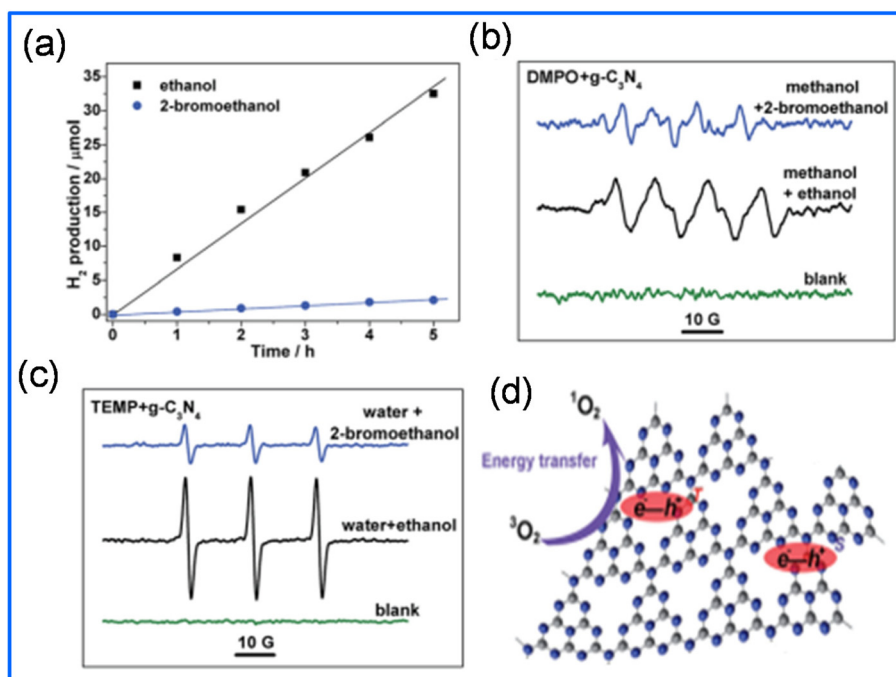 (a)
H₂ production / μmol
35
30
25
20
15
10
5
0
ethanol
2-bromoethanol
0 1 2 3 4 5
Time / h
(b)
DMPO+g-C₃N₄
methanol
+2-bromoethanol
methanol
+ ethanol
blank
10 G
(c)
TEMP+g-C₃N₄
water +
2-bromoethanol
water+ethanol
blank
10 G
(d)
¹O₂
Energy transfer
³O₂
e⁻—h⁺
T
e⁻—h⁺
S